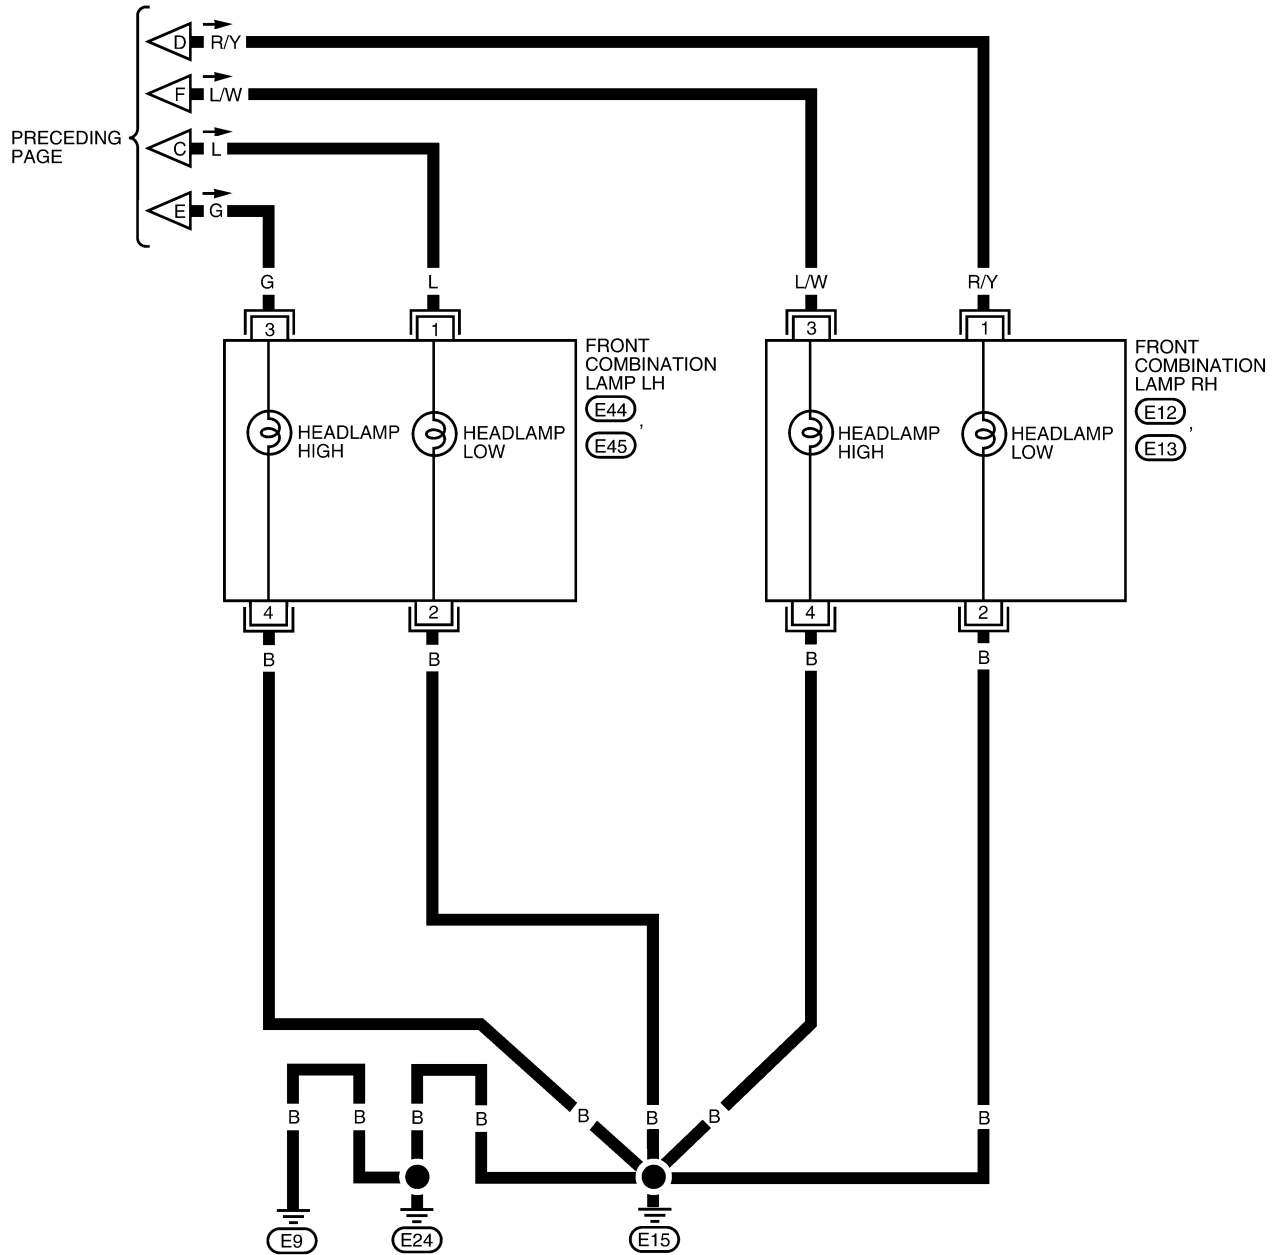 D R/Y
F L/W
PRECEDING
PAGE
C L
E G
G L L/W R/Y
3 1 3 1
FRONT
COMBINATION
LAMP LH
E44 ,
E45
FRONT
COMBINATION
LAMP RH
E12 ,
E13
HEADLAMP
HIGH
HEADLAMP
LOW
HEADLAMP
HIGH
HEADLAMP
LOW
4 2 4 2
B B B B
B B B B B B B B
E9 E24 E15